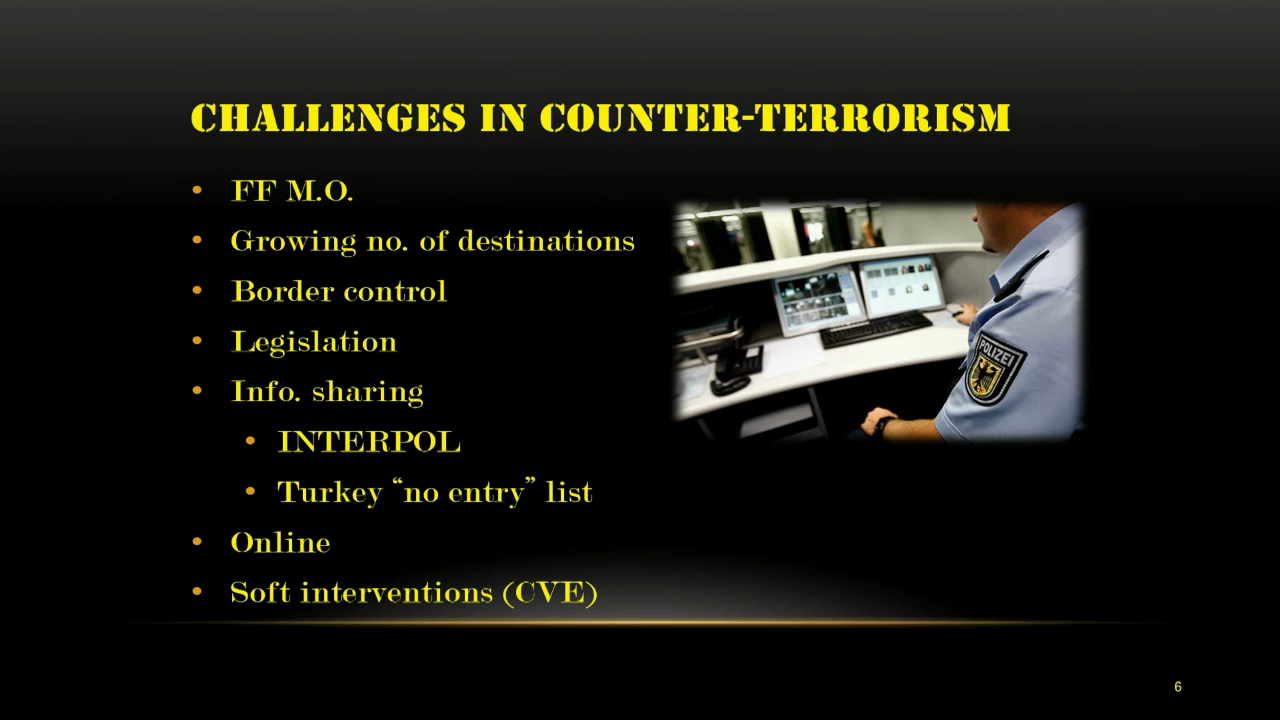 CHALLENGES IN COUNTER-TERRORISM
• FF M.O.
• Growing no. of destinations
• Border control
• Legislation
• Info. sharing
• INTERPOL
• Turkey “no entry” list
• Online
• Soft interventions (CVE)
POLIZEI
6